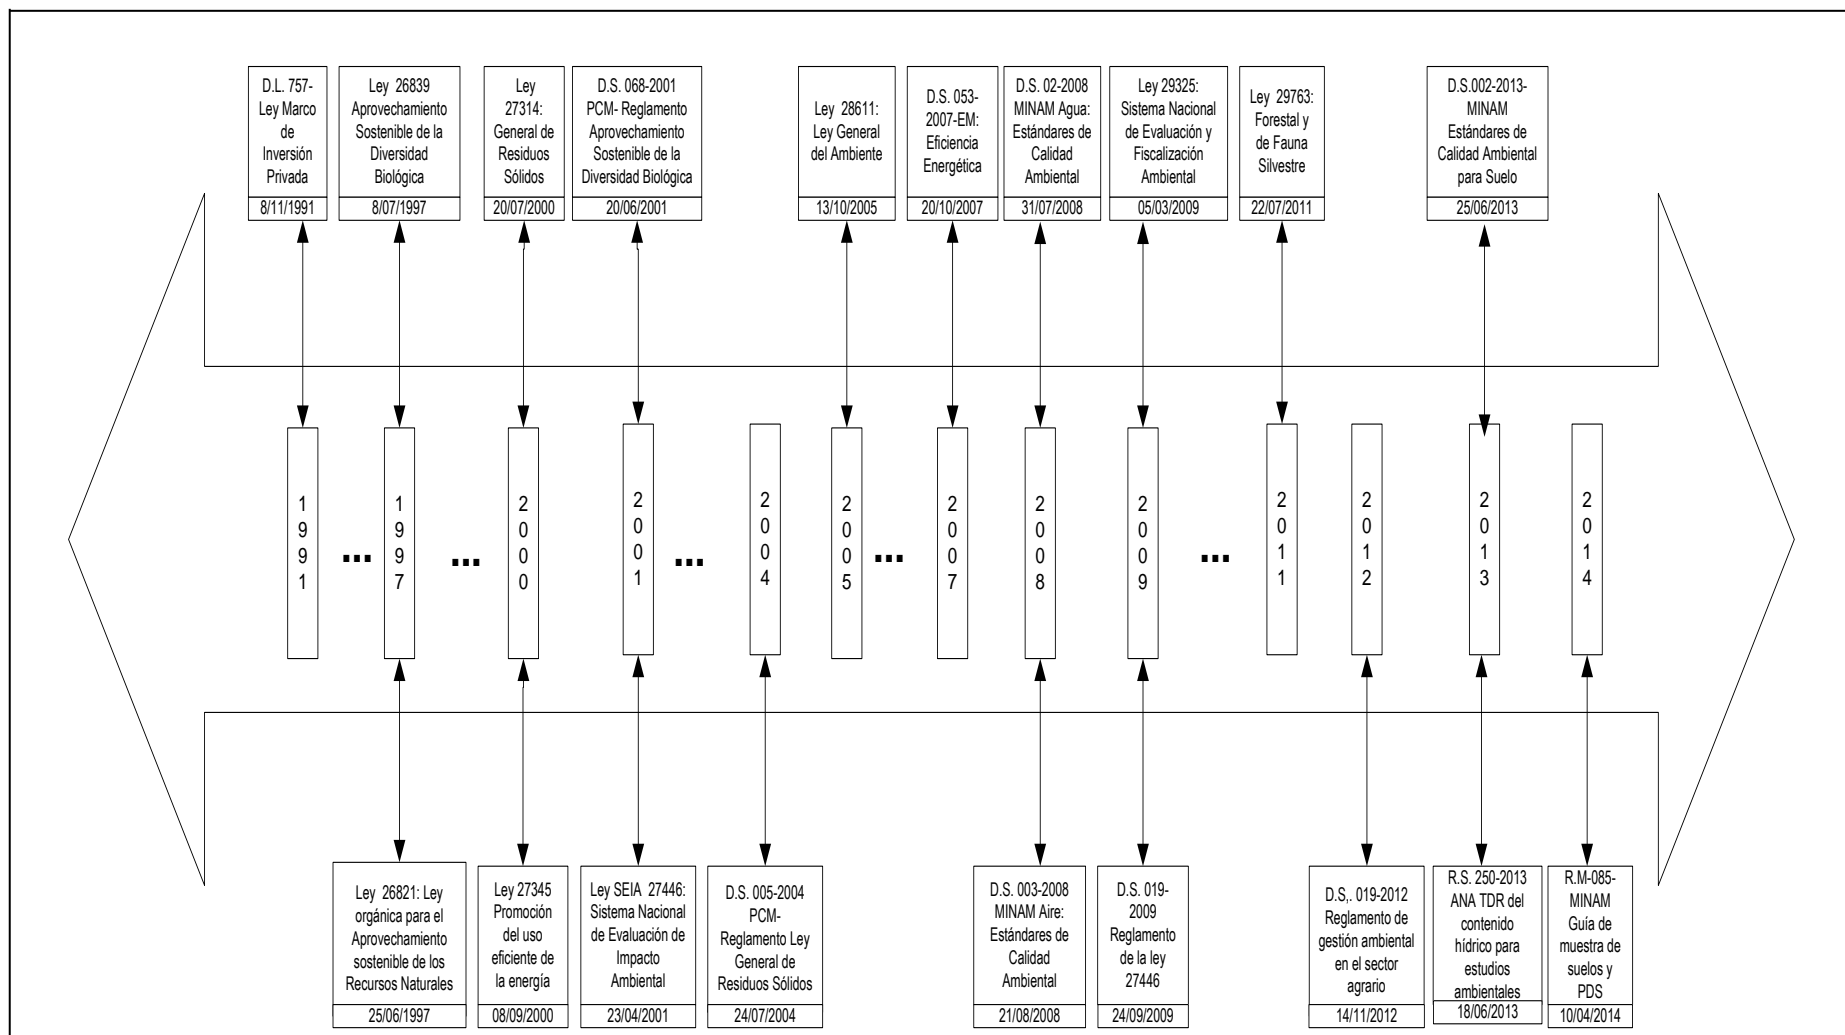 D.L. 757-
Ley Marco
de
Inversión
Privada
8/11/1991
Ley 26839
Aprovechamiento
Sostenible de la
Diversidad
Biológica
8/07/1997
Ley
27314:
General de
Residuos
Sólidos
20/07/2000
D.S. 068-2001
PCM- Reglamento
Aprovechamiento
Sostenible de la
Diversidad Biológica
20/06/2001
Ley 28611:
Ley General
del Ambiente
13/10/2005
D.S. 053-
2007-EM:
Eficiencia
Energética
20/10/2007
D.S. 02-2008
MINAM Agua:
Estándares de
Calidad
Ambiental
31/07/2008
Ley 29325:
Sistema Nacional
de Evaluación y
Fiscalización
Ambiental
05/03/2009
Ley 29763:
Forestal y
de Fauna
Silvestre
22/07/2011
D.S.002-2013-
MINAM
Estándares de
Calidad Ambiental
para Suelo
25/06/2013
1991
...
1997
...
2000
2001
...
2004
2005
...
2007
2008
2009
...
2011
2012
2013
2014
Ley 26821: Ley
orgánica para el
Aprovechamiento
sostenible de los
Recursos Naturales
25/06/1997
Ley 27345
Promoción
del uso
eficiente de
la energía
08/09/2000
Ley SEIA 27446:
Sistema Nacional
de Evaluación de
Impacto
Ambiental
23/04/2001
D.S. 005-2004
PCM-
Reglamento Ley
General de
Residuos Sólidos
24/07/2004
D.S. 003-2008
MINAM Aire:
Estándares de
Calidad
Ambiental
21/08/2008
D.S. 019-
2009
Reglamento
de la ley
27446
24/09/2009
D.S,. 019-2012
Reglamento de
gestión ambiental
en el sector
agrario
14/11/2012
R.S. 250-2013
ANA TDR del
contenido
hídrico para
estudios
ambientales
18/06/2013
R.M-085-
MINAM
Guía de
muestra de
suelos y
PDS
10/04/2014